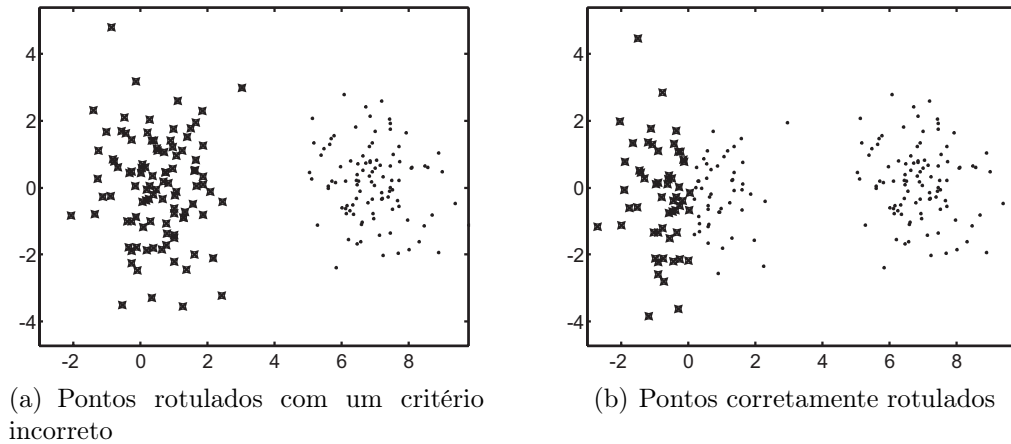 4
2
0
-2
-4
-2 0 2 4 6 8
4
2
0
-2
-4
-2 0 2 4 6 8
(a) Pontos rotulados com um critério
incorreto
(b) Pontos corretamente rotulados